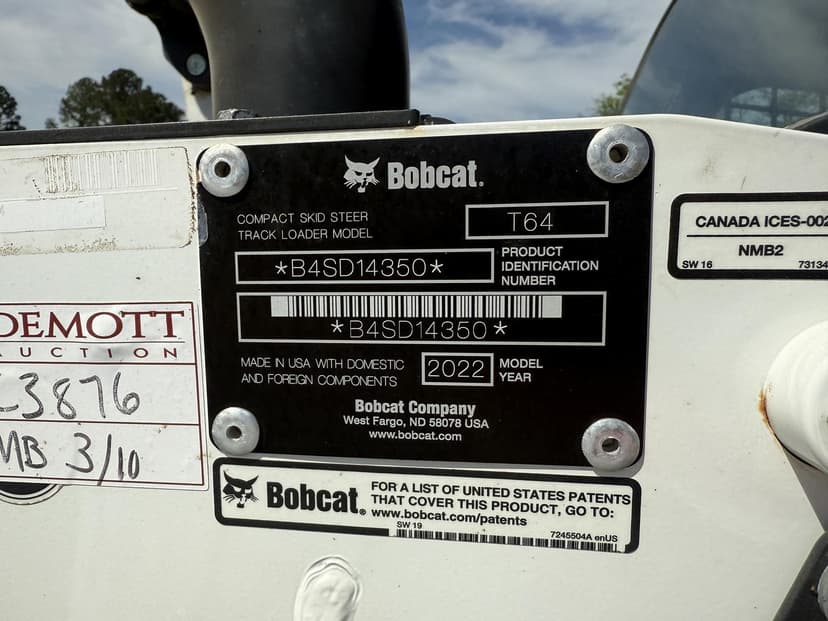 Bobcat.
COMPACT SKID STEER
TRACK LOADER MODEL
T64
*B4SD14350*
PRODUCT
IDENTIFICATION
NUMBER
*B4SD14350*
MADE IN USA WITH DOMESTIC
AND FOREIGN COMPONENTS
2022
MODEL
YEAR
Bobcat Company
West Fargo, ND 58078 USA
www.bobcat.com
Bobcat.®
FOR A LIST OF UNITED STATES PATENTS
THAT COVER THIS PRODUCT, GO TO:
www.bobcat.com/patents
SW 19
7245504A enUS
CANADA ICES-002
NMB2
SW 16
73134
DEMOTT
AUCTION
3876
MB 3/10